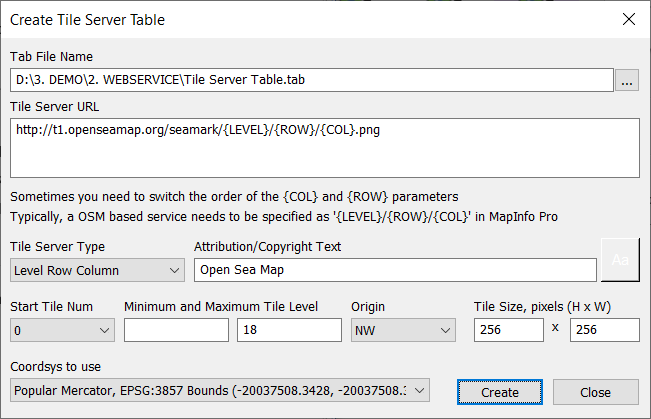 Create Tile Server Table
Tab File Name
D:\3. DEMO\2. WEBSERVICE\Tile Server Table.tab
...
Tile Server URL
http://t1.openseamap.org/seamark/{LEVEL}/{ROW}/{COL}.png
Sometimes you need to switch the order of the {COL} and {ROW} parameters
Typically, a OSM based service needs to be specified as '{LEVEL}/{ROW}/{COL}' in MapInfo Pro
Tile Server Type
Attribution/Copyright Text
Level Row Column
Open Sea Map
Aa
Start Tile Num
Minimum and Maximum Tile Level
Origin
Tile Size, pixels (H x W)
0
18
NW
256
x
256
Coordsys to use
Popular Mercator, EPSG:3857 Bounds (-20037508.3428, -20037508.3
Create
Close